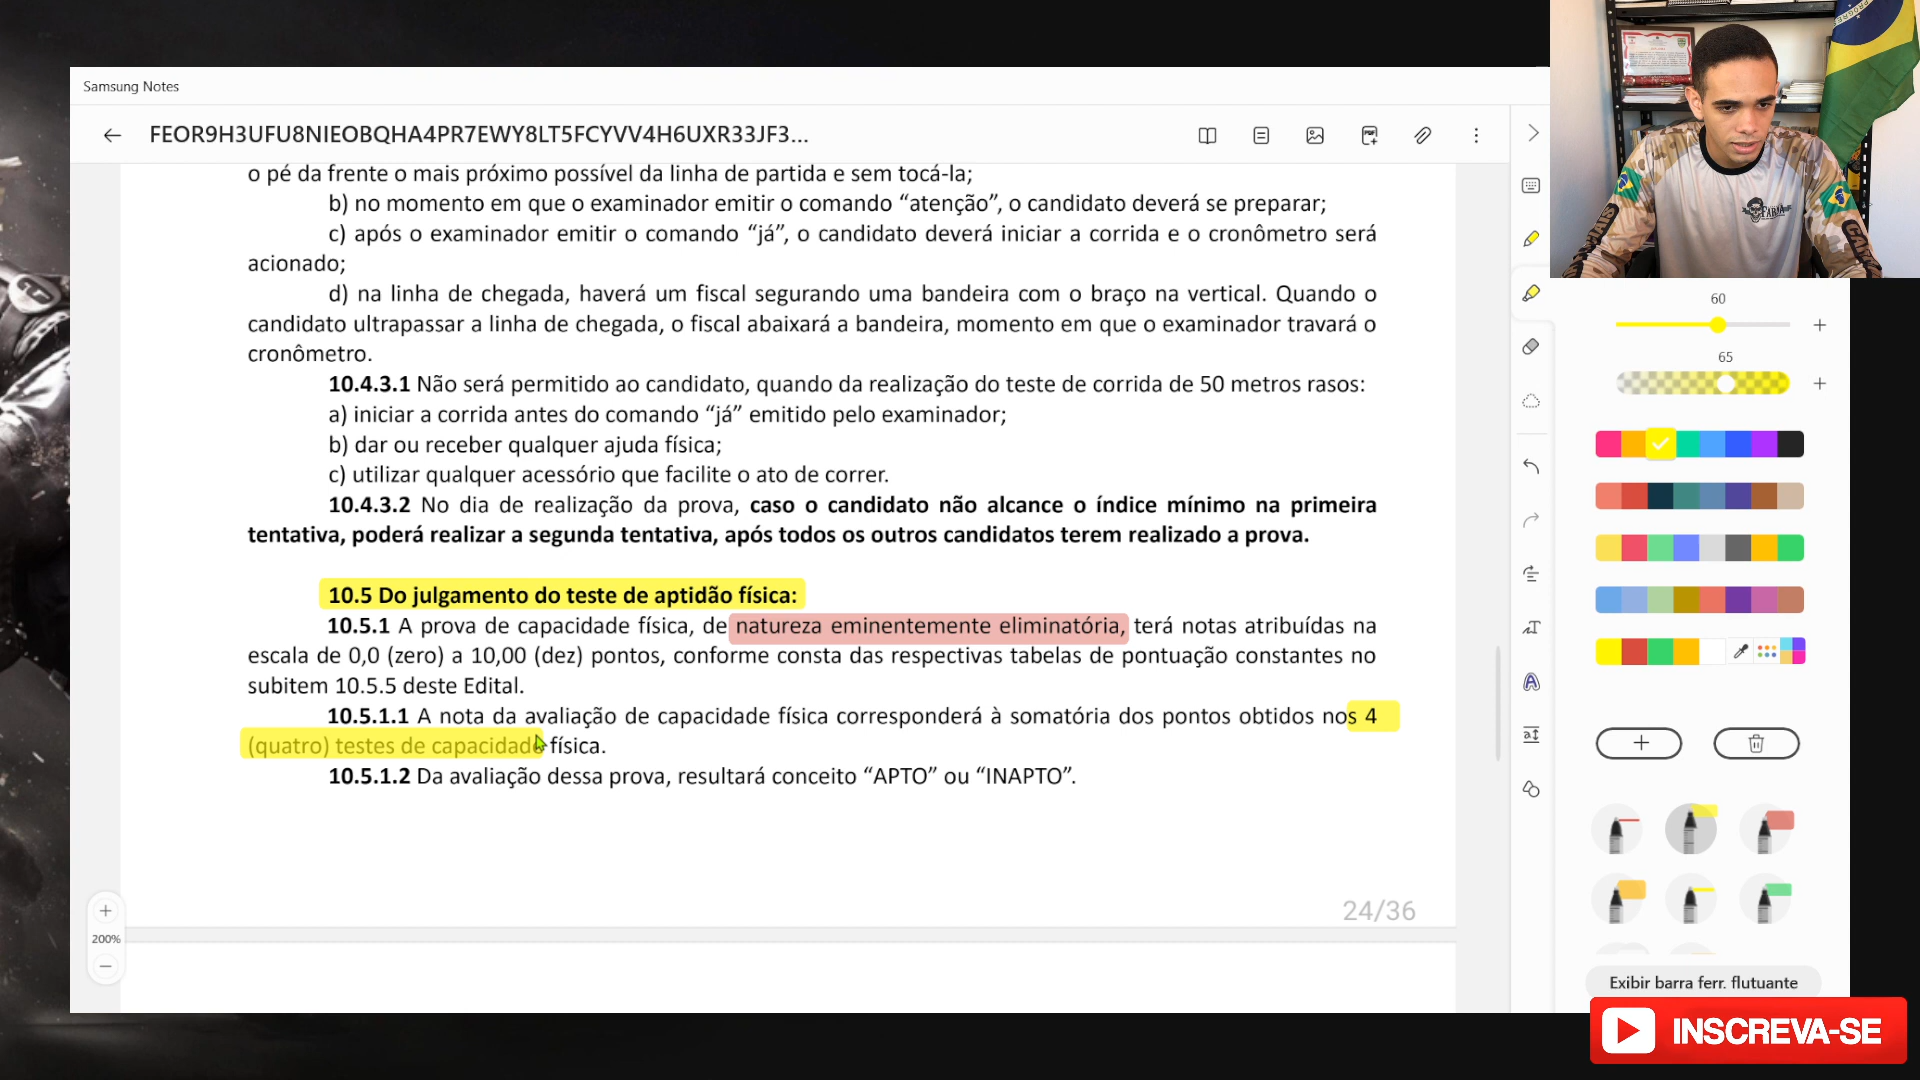 Samsung Notes
FEOR9H3UFU8NIEOBQHA4PR7EWY8LT5FCYVV4H6UXR33JF3...
o pé da frente o mais próximo possível da linha de partida e sem tocá-la;
b) no momento em que o examinador emitir o comando “atenção”, o candidato deverá se preparar;
c) após o examinador emitir o comando “já”, o candidato deverá iniciar a corrida e o cronômetro será
acionado;
d) na linha de chegada, haverá um fiscal segurando uma bandeira com o braço na vertical. Quando o
candidato ultrapassar a linha de chegada, o fiscal abaixará a bandeira, momento em que o examinador travará o
cronômetro.
10.4.3.1 Não será permitido ao candidato, quando da realização do teste de corrida de 50 metros rasos:
a) iniciar a corrida antes do comando “já” emitido pelo examinador;
b) dar ou receber qualquer ajuda física;
c) utilizar qualquer acessório que facilite o ato de correr.
10.4.3.2 No dia de realização da prova, caso o candidato não alcance o índice mínimo na primeira
tentativa, poderá realizar a segunda tentativa, após todos os outros candidatos terem realizado a prova.
10.5 Do julgamento do teste de aptidão física:
10.5.1 A prova de capacidade física, de natureza eminentemente eliminatória, terá notas atribuídas na
escala de 0,0 (zero) a 10,00 (dez) pontos, conforme consta das respectivas tabelas de pontuação constantes no
subitem 10.5.5 deste Edital.
10.5.1.1 A nota da avaliação de capacidade física corresponderá à somatória dos pontos obtidos nos 4
(quatro) testes de capacidade física.
10.5.1.2 Da avaliação dessa prova, resultará conceito “APTO” ou “INAPTO”.
24/36
200%
60
65
Exibir barra ferr. flutuante
INSCREVA-SE